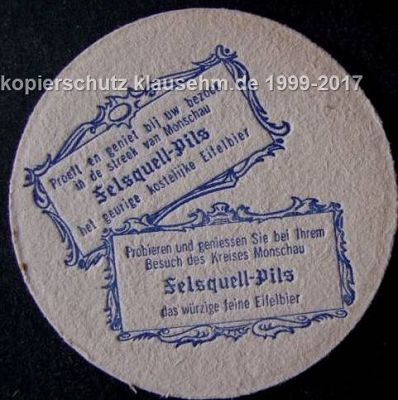 kopierschutz klausehm.de 1999-2017
Proeft en geniet bij Uw bezoek
in de streek van Monschau
Felsquell-Pils
het geurige kostelijke Eifelbier
Probieren und geniessen Sie bei Ihrem
Besuch des Kreises Monschau
Felsquell-Pils
das würzige feine Eifelbier